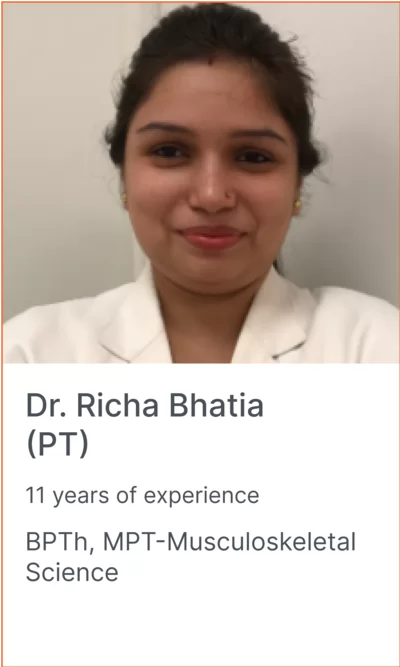 Dr. Richa Bhatia
(PT)
11 years of experience
BPTh, MPT-Musculoskeletal
Science